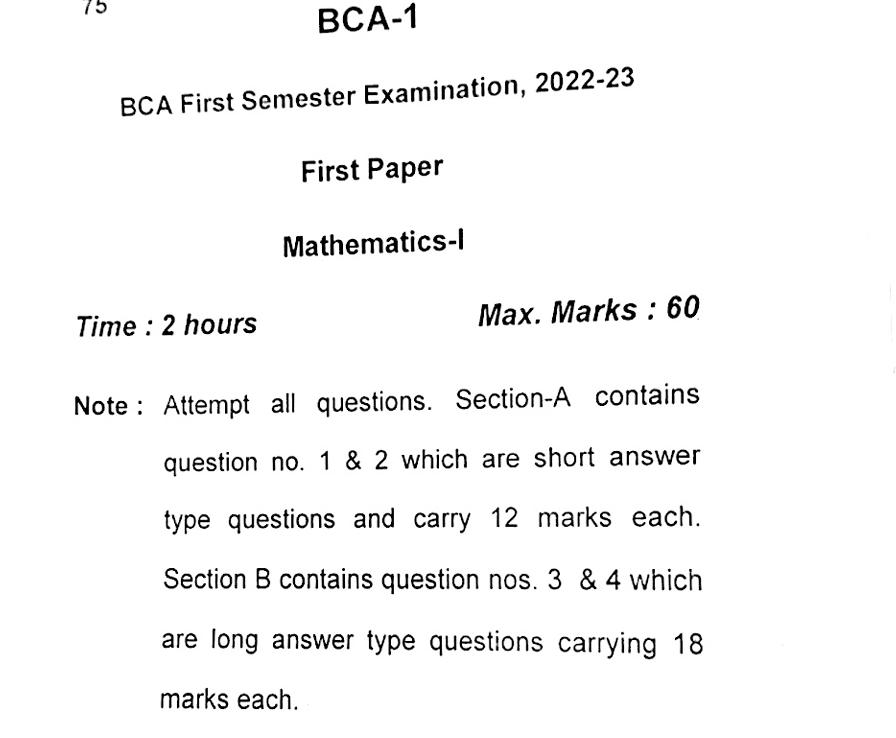 75
BCA-1
BCA First Semester Examination, 2022-23
First Paper
Mathematics-I
Time : 2 hours Max. Marks : 60
Note : Attempt all questions. Section-A contains
question no. 1 & 2 which are short answer
type questions and carry 12 marks each.
Section B contains question nos. 3 & 4 which
are long answer type questions carrying 18
marks each.